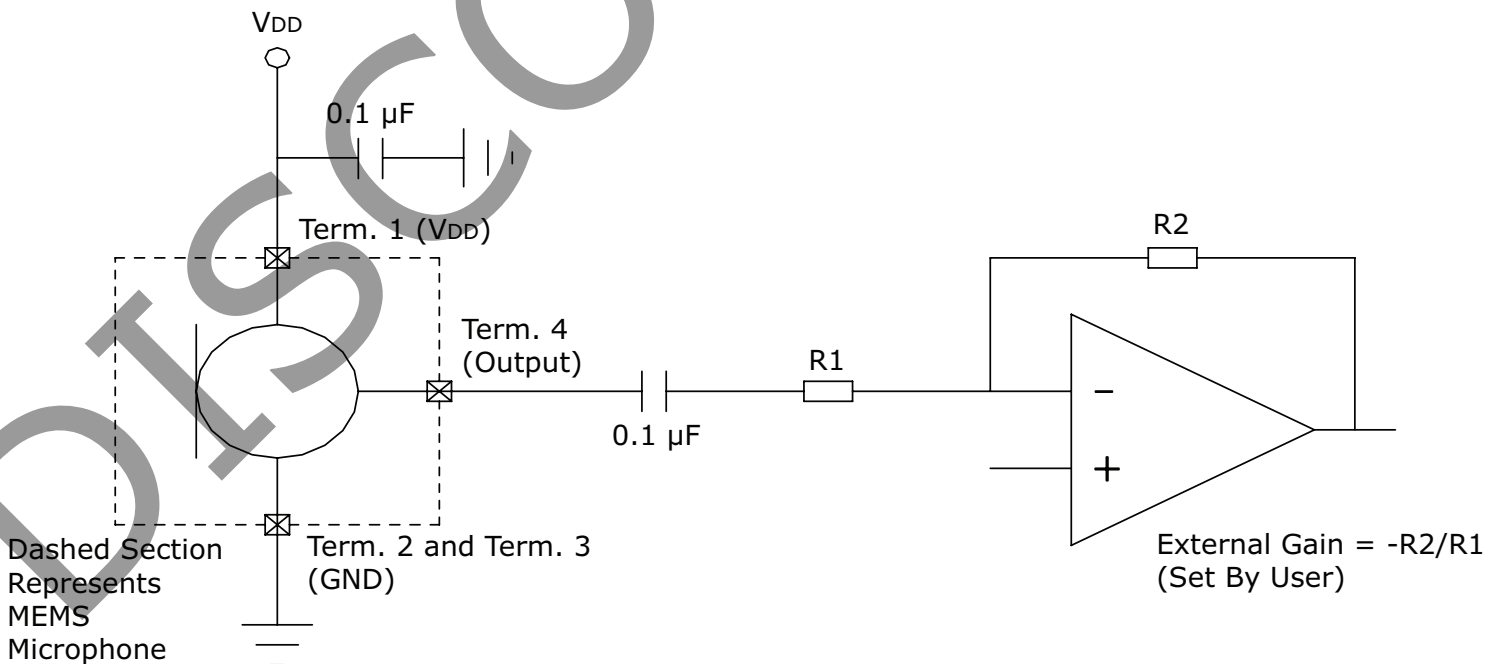 VDD
0.1 µF
Term. 1 (VDD)
R2
Term. 4
(Output)
R1
0.1 µF
−
+
Term. 2 and Term. 3
(GND)
Dashed Section
Represents
MEMS
Microphone
External Gain = -R2/R1
(Set By User)
DISCO